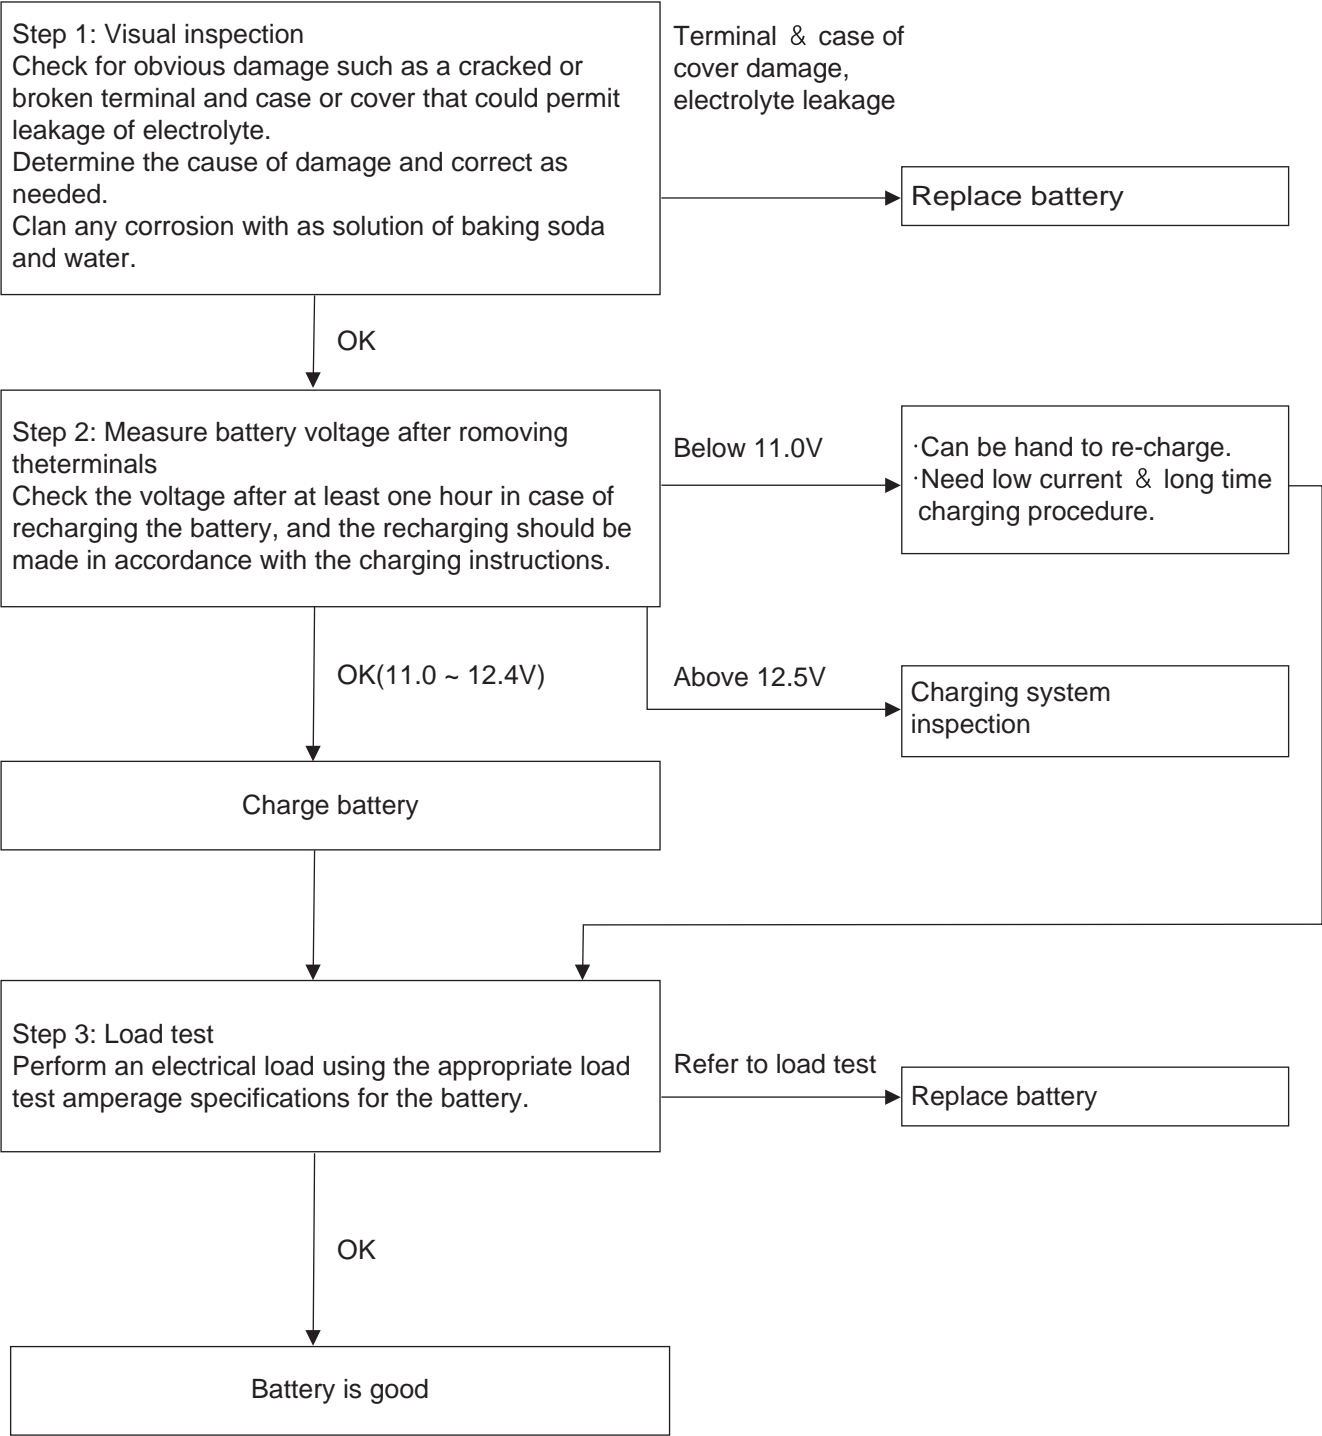 Step 1: Visual inspection
Check for obvious damage such as a cracked or
broken terminal and case or cover that could permit
leakage of electrolyte.
Determine the cause of damage and correct as
needed.
Clan any corrosion with as solution of baking soda
and water.
Terminal & case of
cover damage,
electrolyte leakage
Replace battery
OK
Step 2: Measure battery voltage after romoving
theterminals
Check the voltage after at least one hour in case of
recharging the battery, and the recharging should be
made in accordance with the charging instructions.
Below 11.0V
·Can be hand to re-charge.
·Need low current & long time
charging procedure.
OK(11.0 ~ 12.4V)
Above 12.5V
Charging system
inspection
Charge battery
Step 3: Load test
Perform an electrical load using the appropriate load
test amperage specifications for the battery.
Refer to load test
Replace battery
OK
Battery is good